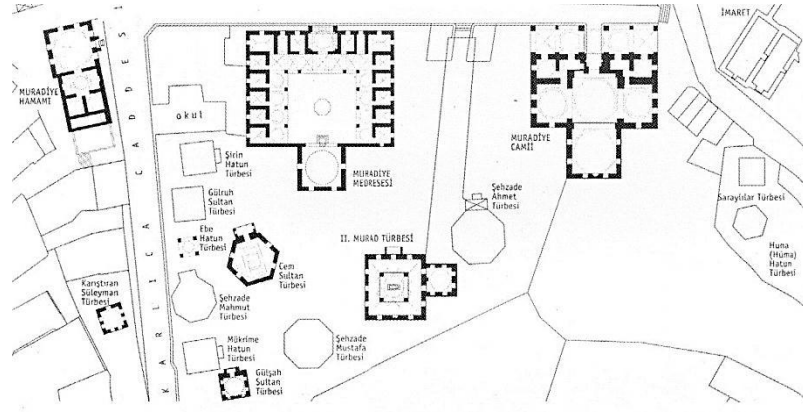 İMARET
MURADİYE
HAMAMI
KARLICA CADDESİ
okul
MURADİYE MEDRESESİ
MURADİYE
CAMİİ
Şirin
Hatun
Türbesi
Gülruh
Sultan
Türbesi
Ebe
Hatun
Türbesi
Cem
Sultan
Türbesi
II. MURAD TÜRBESİ
Şehzade
Ahmet
Türbesi
Saraylılar Türbesi
Huna
(Hüma)
Hatun
Türbesi
Karıştıran
Süleyman
Türbesi
Şehzade
Mahmut
Türbesi
Mükrime
Hatun
Türbesi
Gülşah
Sultan
Türbesi
Şehzade
Mustafa
Türbesi